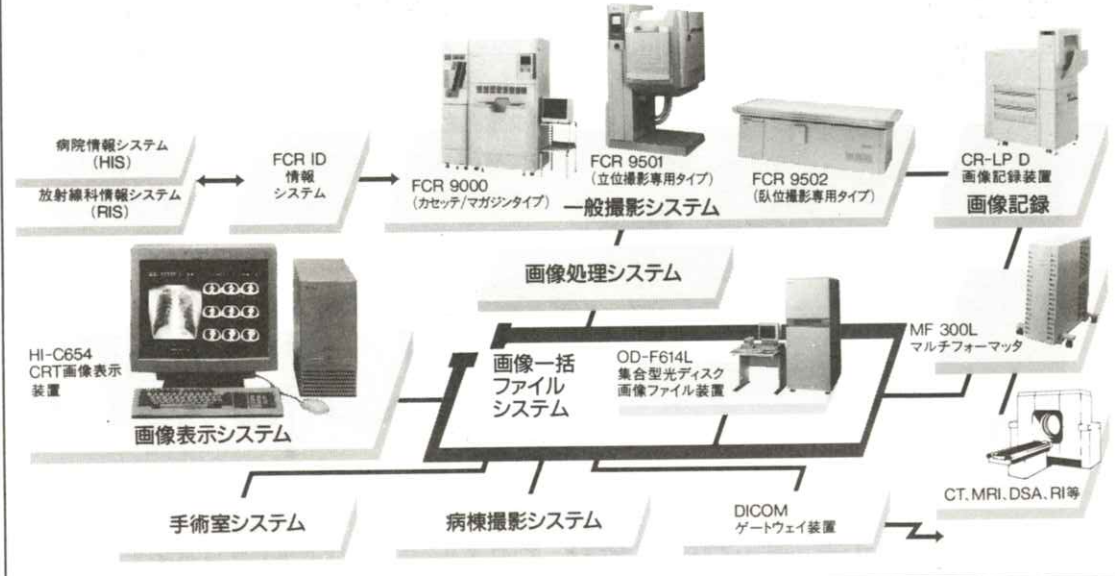 病院情報システム
(HIS)
放射線科情報システム
(RIS)
FCR ID
情報
システム
FCR 9000
(カセッテ/マガジンタイプ)
FCR 9501
(立位撮影専用タイプ)
FCR 9502
(臥位撮影専用タイプ)
一般撮影システム
CR-LP D
画像記録装置
画像記録
画像処理システム
HI-C654
CRT画像表示
装置
画像表示システム
画像一括
ファイル
システム
OD-F614L
集合型光ディスク
画像ファイル装置
MF 300L
マルチフォーマッタ
CT、MRI、DSA、RI等
手術室システム
病棟撮影システム
DICOM
ゲートウェイ装置